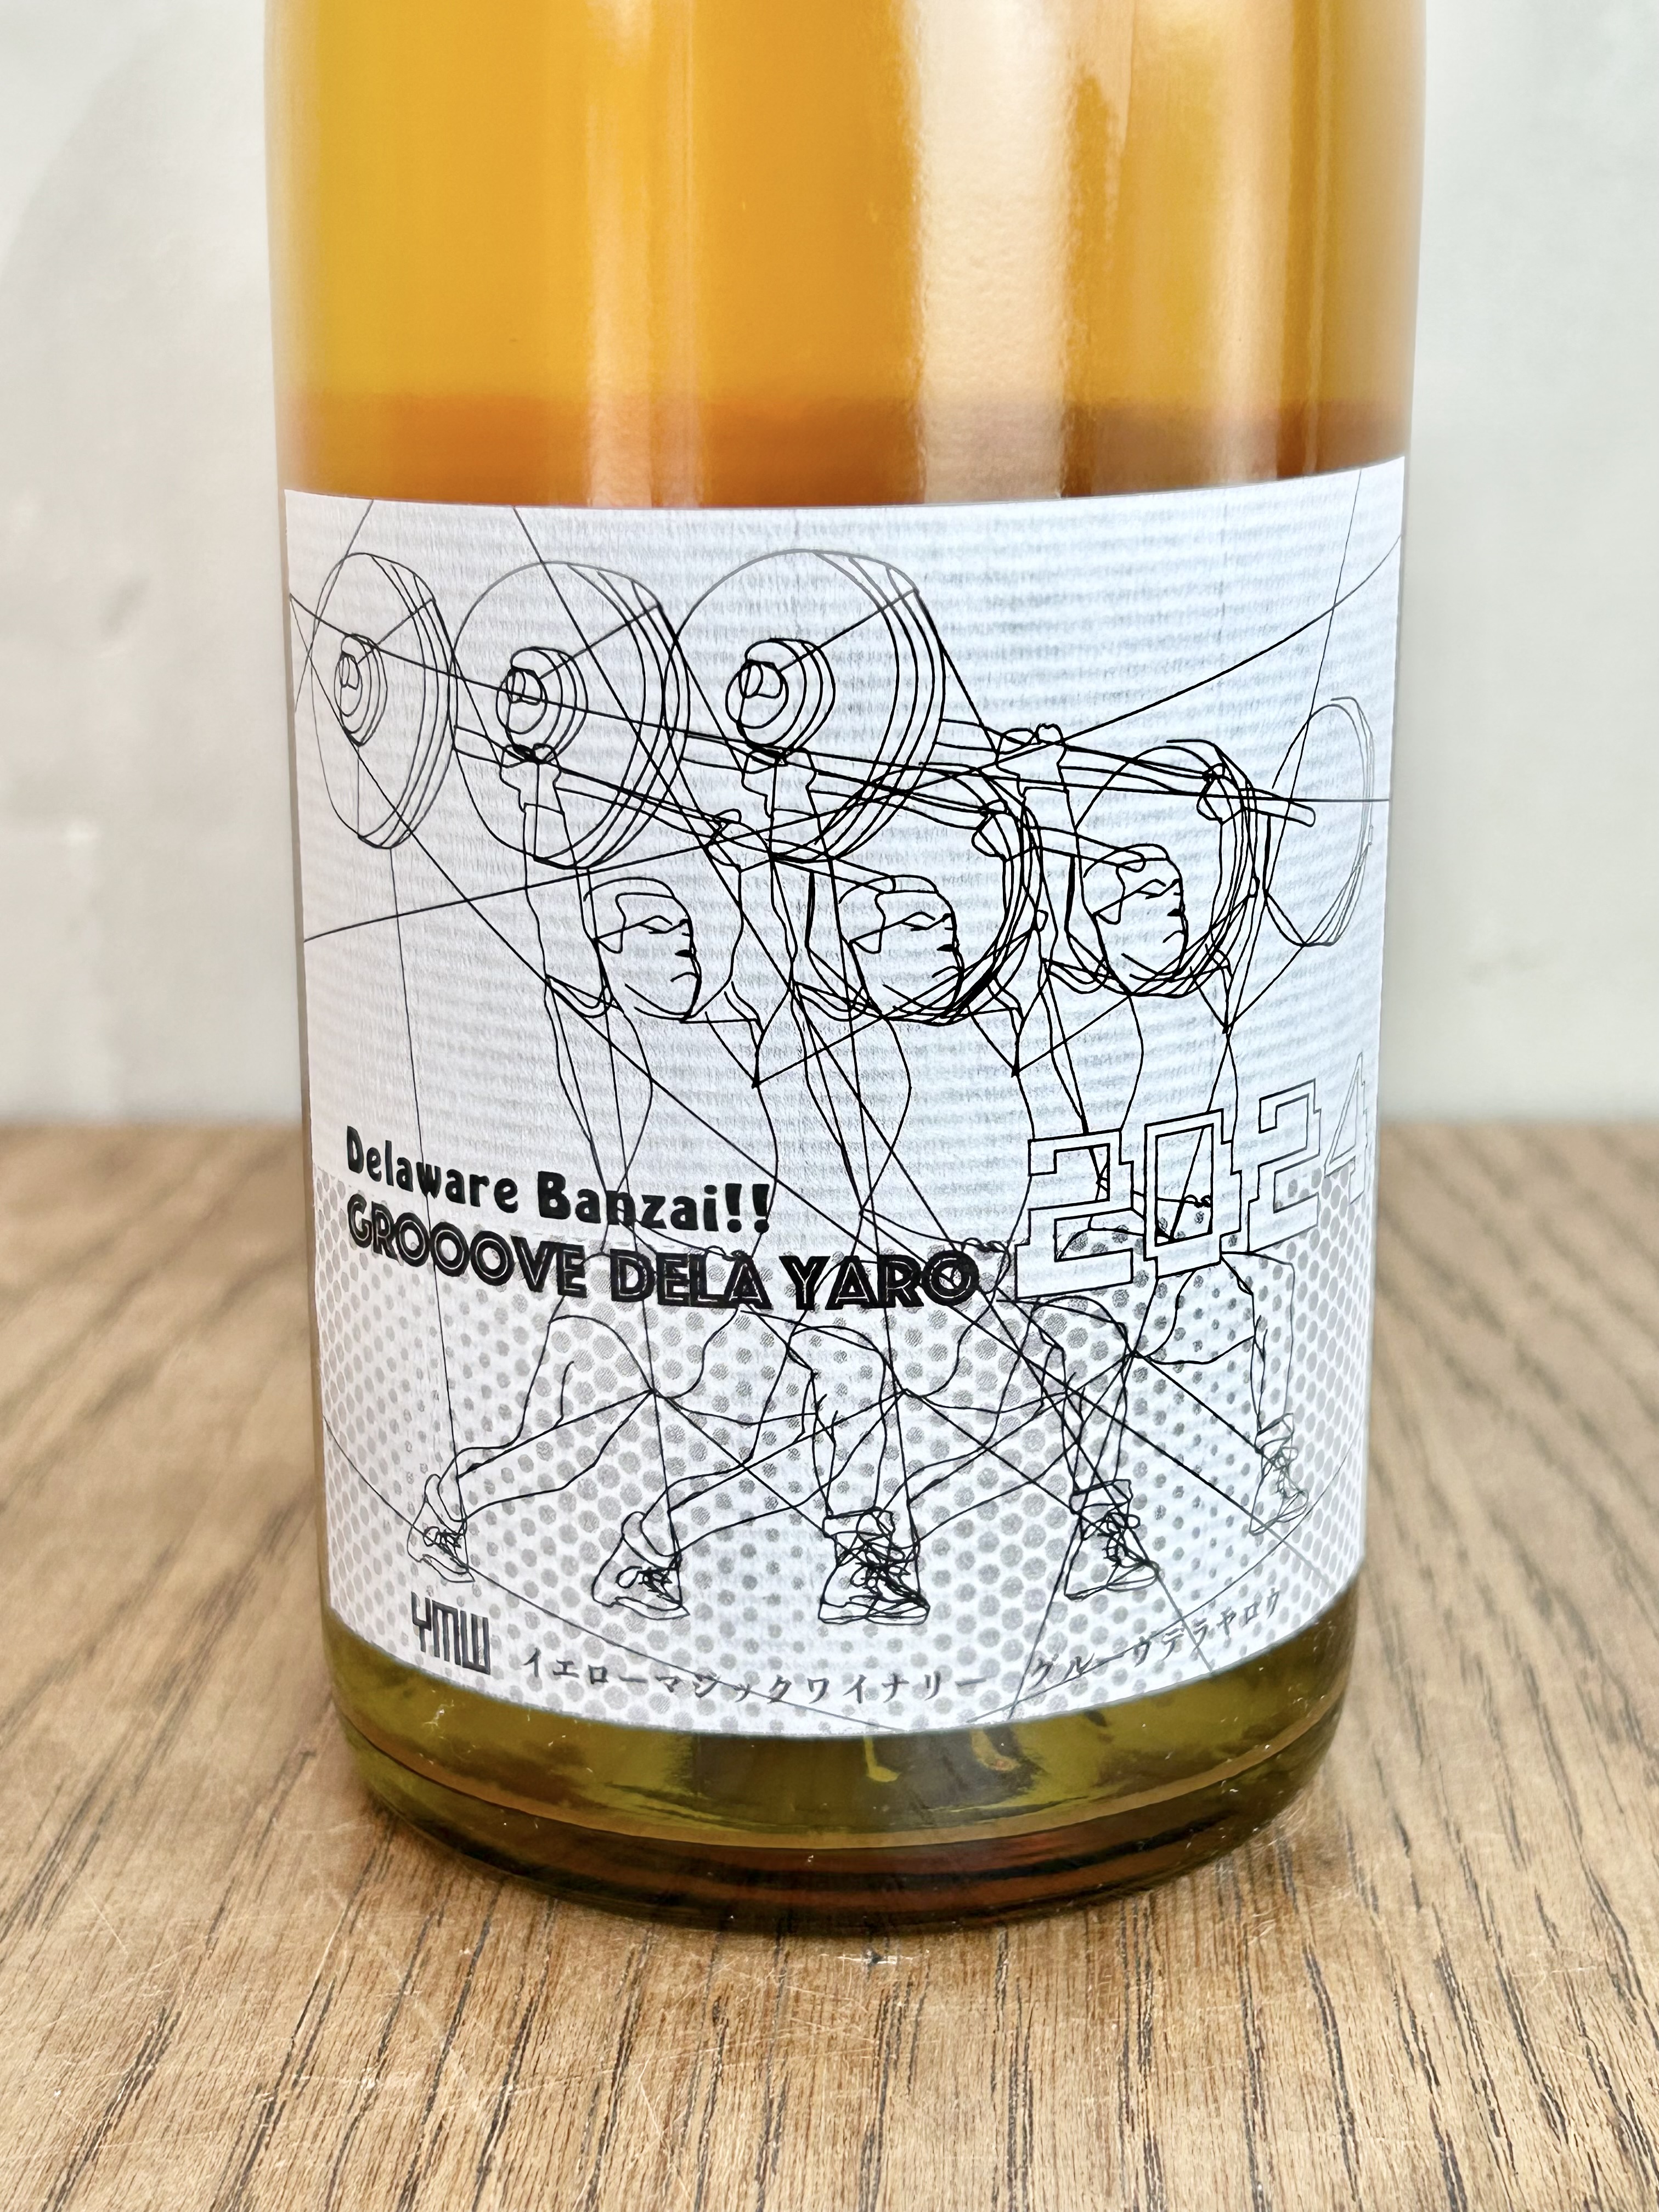 Delaware Banzai!!
GROOOVE DELA YARO
2024
YMW イエローマジックワイナリー グルーヴデラヤロウ